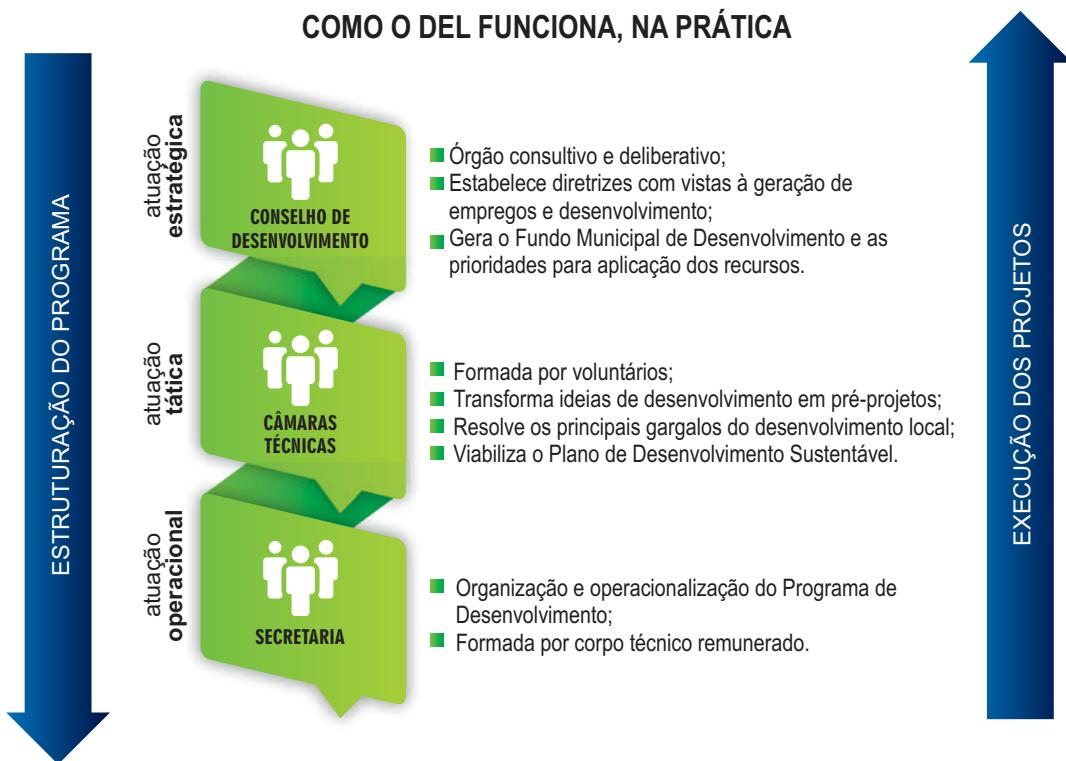 COMO O DEL FUNCIONA, NA PRÁTICA
ESTRUTURAÇÃO DO PROGRAMA
atuação
estratégica
CONSELHO DE
DESENVOLVIMENTO
Órgão consultivo e deliberativo;
Estabelece diretrizes com vistas à geração de
empregos e desenvolvimento;
Gera o Fundo Municipal de Desenvolvimento e as
prioridades para aplicação dos recursos.
atuação
tática
CÂMARAS
TÉCNICAS
Formada por voluntários;
Transforma ideias de desenvolvimento em pré-projetos;
Resolve os principais gargalos do desenvolvimento local;
Viabiliza o Plano de Desenvolvimento Sustentável.
atuação
operacional
SECRETARIA
Organização e operacionalização do Programa de
Desenvolvimento;
Formada por corpo técnico remunerado.
EXECUÇÃO DOS PROJETOS